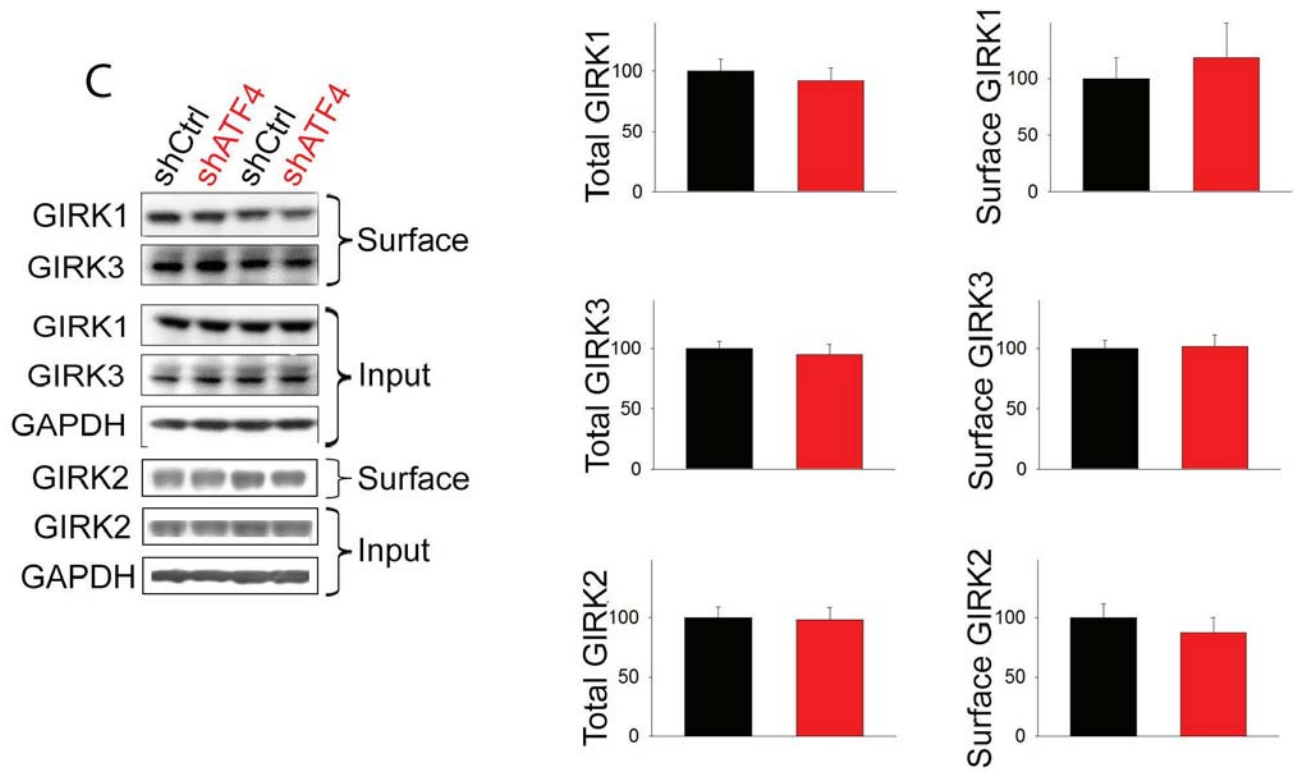 C
shCtrl shATF4 shCtrl shATF4
GIRK1
GIRK3
Surface
GIRK1
GIRK3
GAPDH
Input
GIRK2
Surface
GIRK2
GAPDH
Input
Total GIRK1
100
50
0
Surface GIRK1
100
50
0
Total GIRK3
100
50
0
Surface GIRK3
100
50
0
Total GIRK2
100
50
0
Surface GIRK2
100
50
0